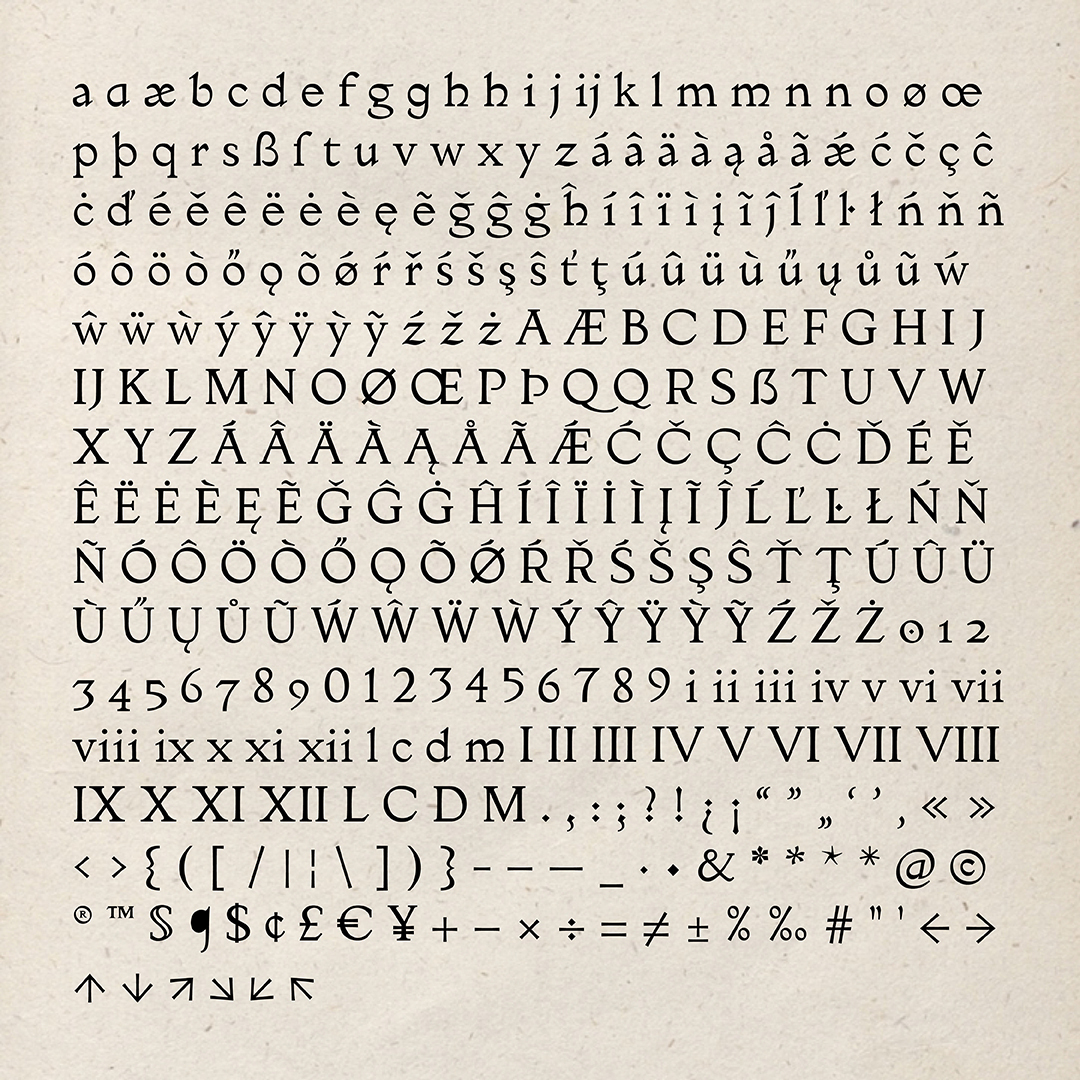 a a æ b c d e f g g h h i j ij k l m m n n o ø œ
p þ q r s ß ſ t u v w x y z á â ä à ą å ã ǽ ć č ç ĉ
ċ ď é ě ê ë ė è ę ẽ ğ ĝ ġ ĥ í î ï ì į ĩ ĵ ĺ ľ ŀ ł ń ň ñ
ó ô ö ò ő ǫ õ ǿ ŕ ř ś š ş ŝ ť ţ ú û ü ù ű ų ů ũ ẃ
ŵ ẅ ẁ ý ŷ ÿ ỳ ỹ ź ž ż A Æ B C D E F G H I J
IJ K L M N O Ø Œ P Þ Q Q R S ẞ T U V W
X Y Z Á Â Ä À Ą Å Ã Ǽ Ć Č Ç Ĉ Ċ Ď É Ě
Ê Ë Ė È Ę Ẽ Ğ Ĝ Ġ Ĥ Í Î Ï İ Ì Į Ĩ Ĵ Ĺ Ľ Ŀ Ł Ń Ň
Ñ Ó Ô Ö Ò Ő Ǫ Õ Ǿ Ŕ Ř Ś Š Ş Ŝ Ť Ţ Ú Û Ü
Ù Ű Ų Ů Ũ Ẃ Ŵ Ẅ Ẁ Ý Ŷ Ÿ Ỳ Ỹ Ź Ž Ż 0 1 2
3 4 5 6 7 8 9 0 1 2 3 4 5 6 7 8 9 i ii iii iv v vi vii
viii ix x xi xii l c d m I II III IV V VI VII VIII
IX X XI XII L C D M . , : ; ? ! ¿ ¡ “ ” „ ‘ ’ ‚ « »
‹ › { ( [ / | ¦ \ ] ) } - – — _ · • & * * * * @ ©
® ™ S ¶ $ ¢ £ € ¥ + − × ÷ = ≠ ± % ‰ # " ' ← →
↑ ↓ ↗ ↘ ↙ ↖